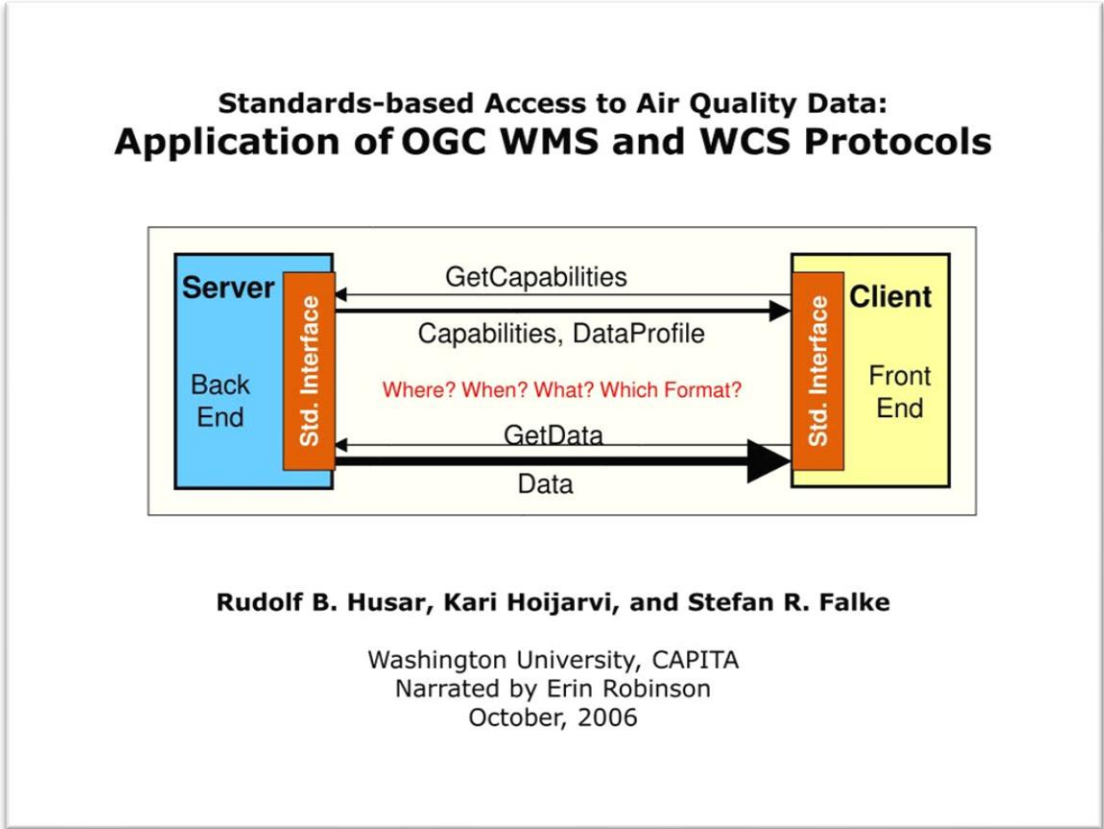 Standards-based Access to Air Quality Data:
Application of OGC WMS and WCS Protocols
Server
Back
End
Std. Interface
GetCapabilities
Capabilities, DataProfile
Where? When? What? Which Format?
GetData
Data
Std. Interface
Client
Front
End
Rudolf B. Husar, Kari Hoijarvi, and Stefan R. Falke
Washington University, CAPITA
Narrated by Erin Robinson
October, 2006